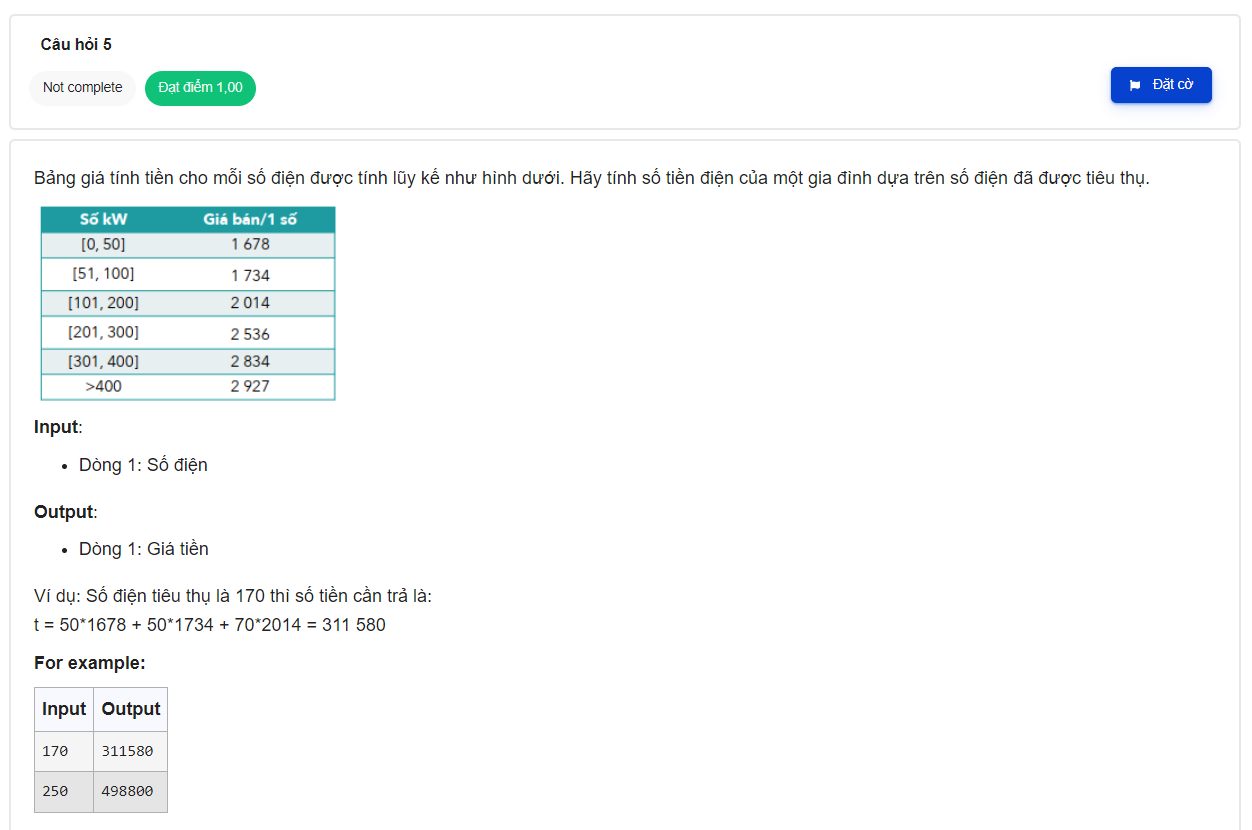 Câu hỏi 5
Not complete
Đạt điểm 1,00
Đặt cờ
Bảng giá tính tiền cho mỗi số điện được tính lũy kế như hình dưới. Hãy tính số tiền điện của một gia đình dựa trên số điện đã được tiêu thụ.
Số kW Giá bán/1 số
[0, 50] 1 678
[51, 100] 1 734
[101, 200] 2 014
[201, 300] 2 536
[301, 400] 2 834
>400 2 927
Input:
• Dòng 1: Số điện
Output:
• Dòng 1: Giá tiền
Ví dụ: Số điện tiêu thụ là 170 thì số tiền cần trả là:
t = 50*1678 + 50*1734 + 70*2014 = 311 580
For example:
Input Output
170 311580
250 498800